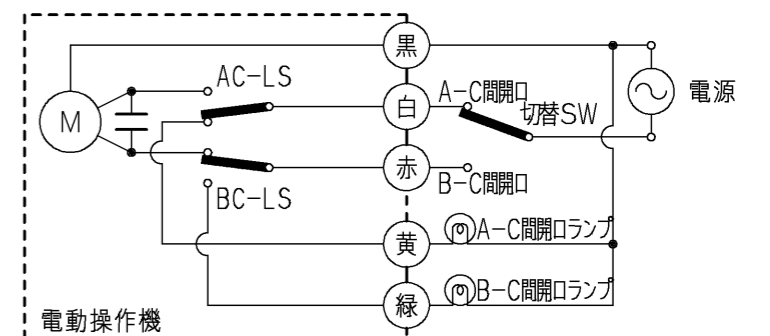 黒
AC-LS
A-C間開口
電源
M
白
切替SW
赤
B-C間開口
BC-LS
黄
A-C間開口ランプ
緑
B-C間開口ランプ
電動操作機